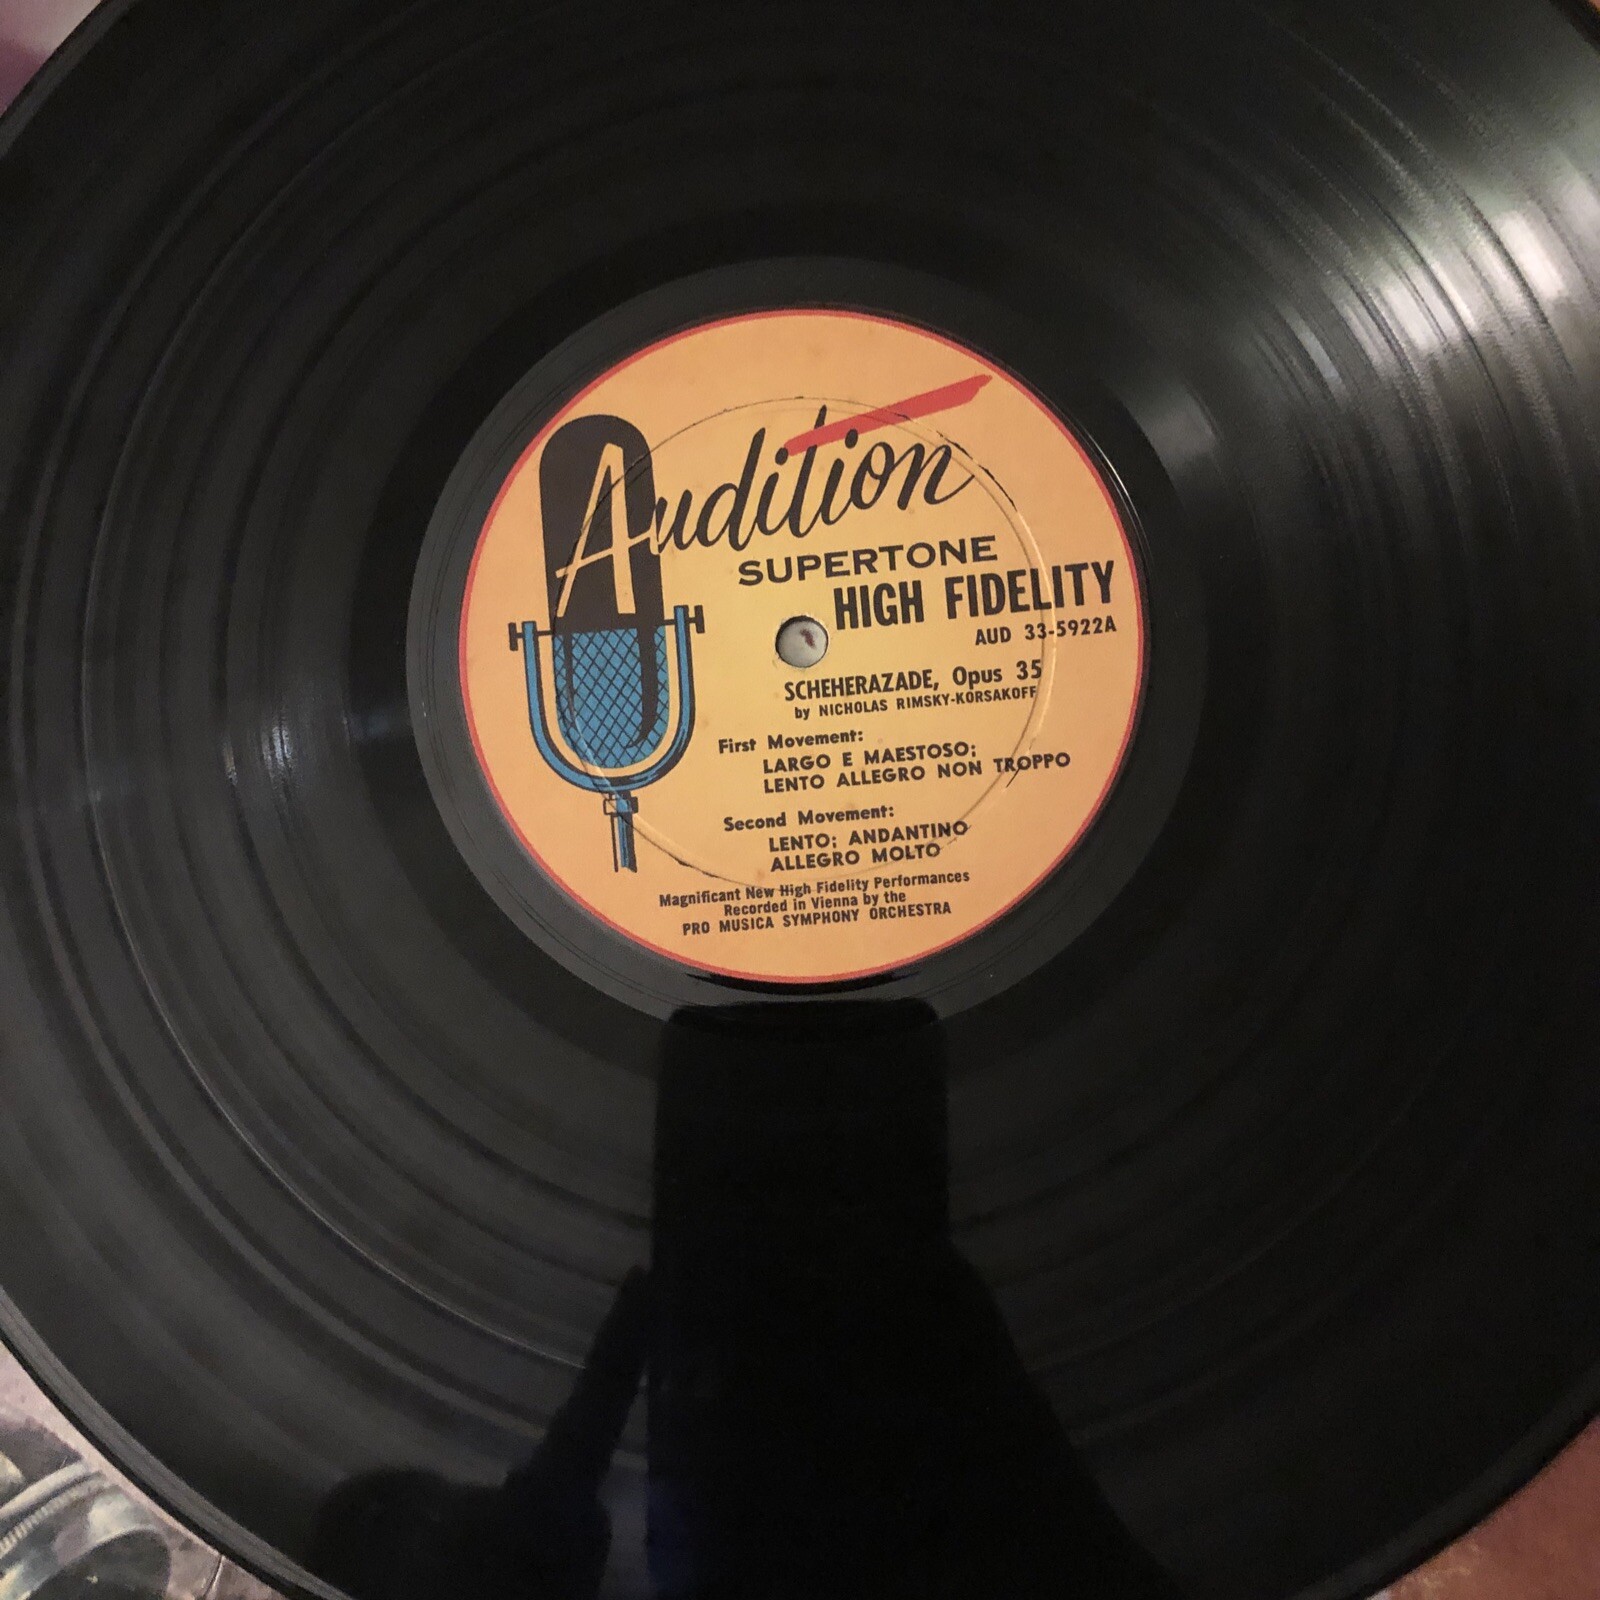 Audition
SUPERTONE
HIGH FIDELITY
AUD 33-5922A
SCHEHERAZADE, Opus 35
by NICHOLAS RIMSKY-KORSAKOFF
First Movement:
LARGO E MAESTOSO;
LENTO ALLEGRO NON TROPPO
Second Movement:
LENTO; ANDANTINO
ALLEGRO MOLTO
Magnificant New High Fidelity Performances
Recorded in Vienna by the
PRO MUSICA SYMPHONY ORCHESTRA